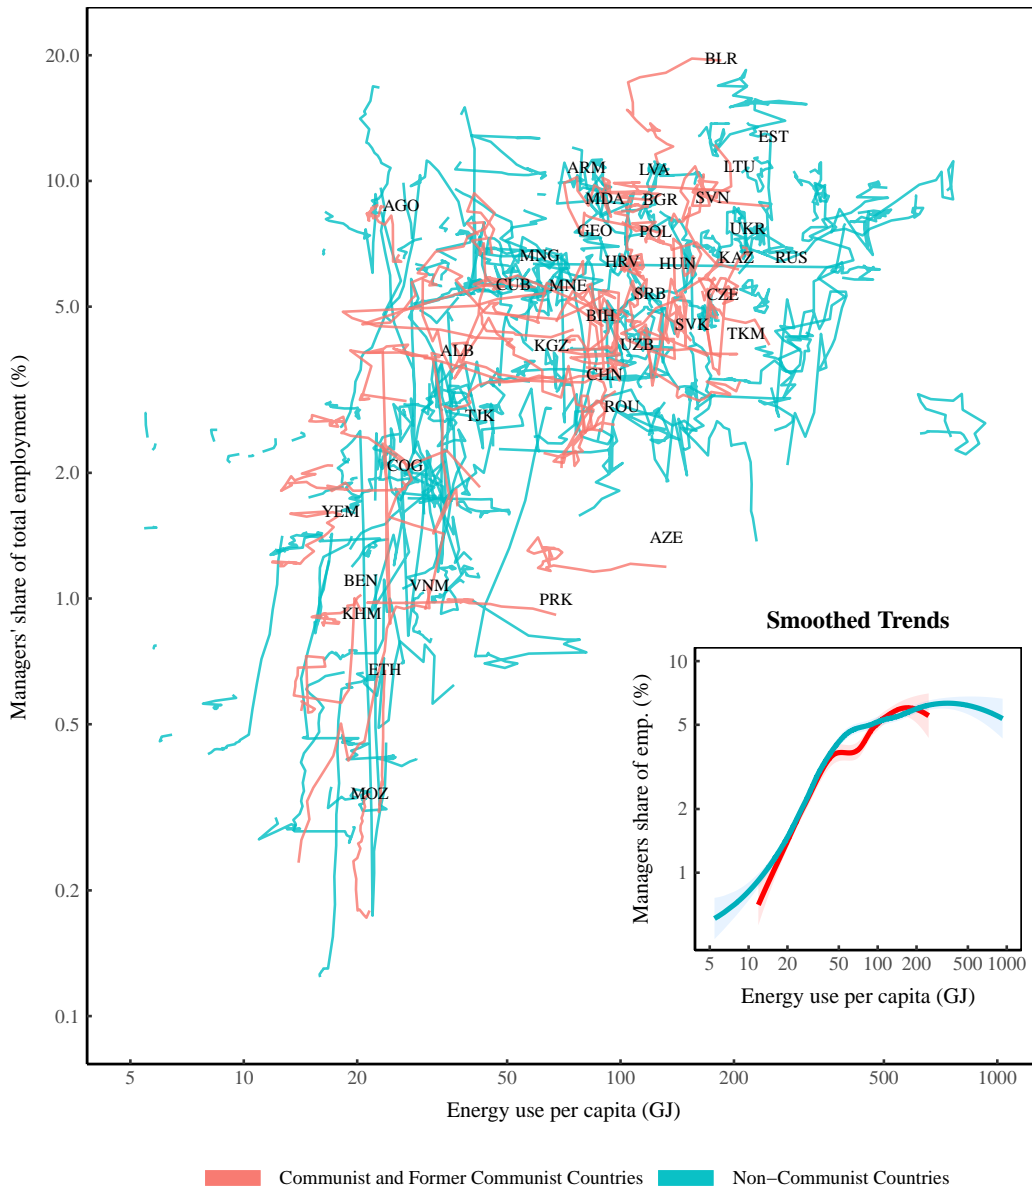 20.0
10.0
5.0
2.0
1.0
0.5
0.2
0.1
Managers' share of total employment (%)
BLR
EST
ARM
LVA
LTU
AGO
MDA
BGR
SVN
GEO
POL
UKR
MNG
HRV
HUN
KAZ
RUS
CUB
MNE
SRB
CZE
BIH
SVK
TKM
ALB
KGZ
UZB
CHN
TJK
ROU
COG
YEM
AZE
BEN
VNM
PRK
KHM
ETH
MOZ
Smoothed Trends
10
5
2
1
Managers share of emp. (%)
5 10 20 50 100 200 500 1000
Energy use per capita (GJ)
5 10 20 50 100 200 500 1000
Energy use per capita (GJ)
Communist and Former Communist Countries Non−Communist Countries